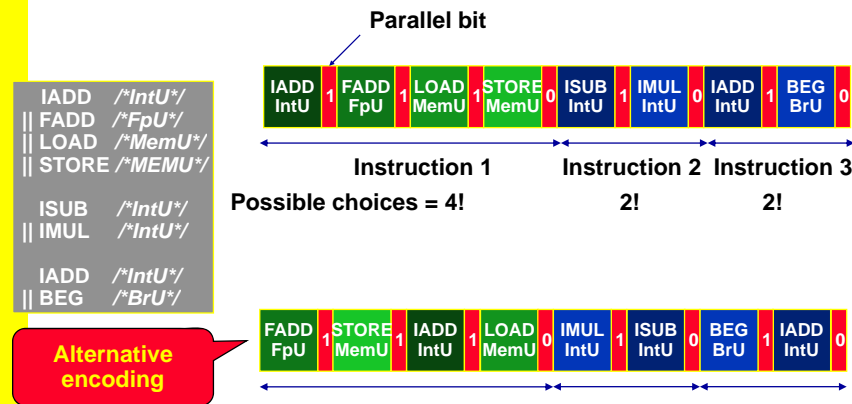 Parallel bit
IADD IntU 1 FADD FpU 1 LOAD MemU 1 STORE MemU 0 ISUB IntU 1 IMUL IntU 0 IADD IntU 1 BEG BrU 0
Instruction 1 Instruction 2 Instruction 3
Possible choices = 4! 2! 2!
IADD /*IntU*/
|| FADD /*FpU*/
|| LOAD /*MemU*/
|| STORE /*MEMU*/
ISUB /*IntU*/
|| IMUL /*IntU*/
IADD /*IntU*/
|| BEG /*BrU*/
Alternative
encoding
FADD FpU 1 STORE MemU 1 IADD IntU 1 LOAD MemU 0 IMUL IntU 1 ISUB IntU 0 BEG BrU 1 IADD IntU 0